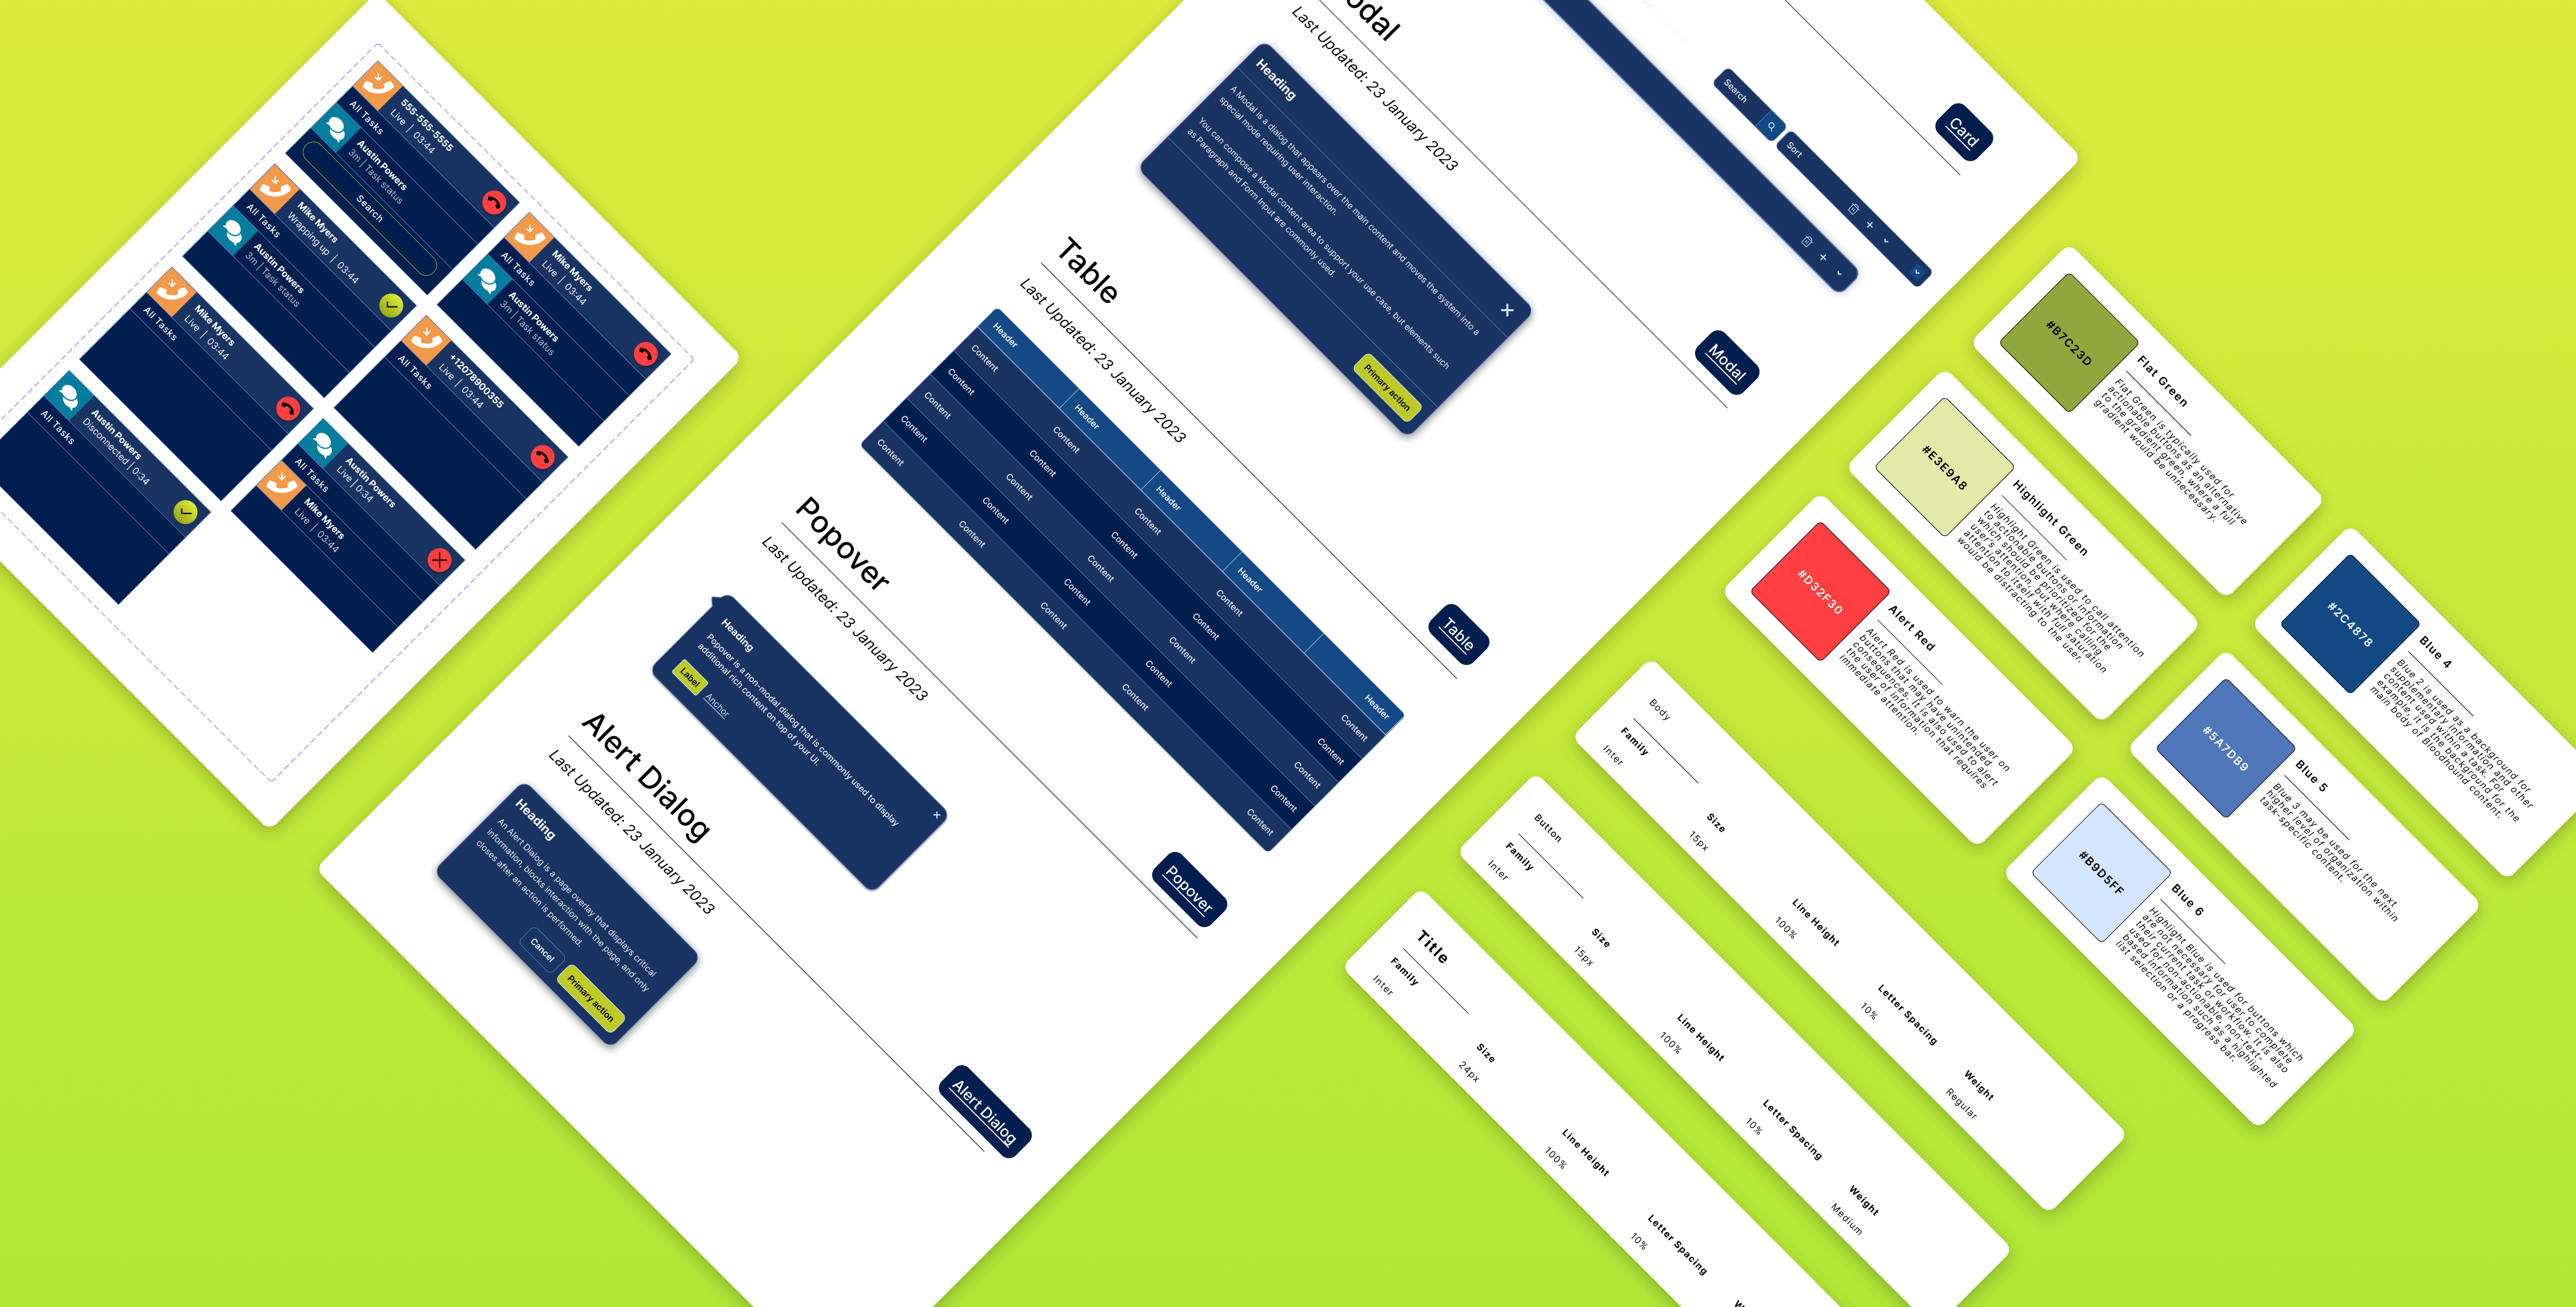 555-555-5555
Live | 03:44
All Tasks
Austin Powers
3m | Task status
Search
Mike Myers
Live | 03:44
All Tasks
Austin Powers
3m | Task status
Mike Myers
Wrapping up | 03:44
All Tasks
Austin Powers
3m | Task status
+12078900355
Live | 03:44
All Tasks
Mike Myers
Live | 03:44
All Tasks
Austin Powers
Live | 0:34
All Tasks
Mike Myers
Live | 03:44
Austin Powers
Disconnected | 0:34
All Tasks
Card
Search
Sort
Modal
Last Updated: 23 January 2023
Heading
A Modal is a dialog that appears over the main content and moves the system into a
special mode requiring user interaction.
You can compose a Modal content area to support your use case, but elements such
as Paragraph and Form Input are commonly used.
Primary action
Modal
Table
Last Updated: 23 January 2023
Header Header Header Header Header
Content Content Content Content Content
Content Content Content Content Content
Content Content Content Content Content
Content Content Content Content Content
Content Content Content Content Content
Table
Popover
Last Updated: 23 January 2023
Heading
Popover is a non-modal dialog that is commonly used to display
additional rich content on top of your UI.
Label
Anchor
Popover
Alert Dialog
Last Updated: 23 January 2023
Heading
An Alert Dialog is a page overlay that displays critical
information, blocks interaction with the page, and only
closes after an action is performed.
Cancel
Primary action
Alert Dialog
#B7C23D
Flat Green
Flat Green is typically used for
actionable buttons as an alternative
to the gradient green, where a full
gradient would be unnecessary.
#E3E9A8
Highlight Green
Highlight Green is used to call attention
to actionable buttons or information
which should be prioritized for the
user's attention, but where calling
attention to itself with full saturation
would be distracting to the user.
#D32F30
Alert Red
Alert Red is used to warn the user on
buttons that may have unintended
consequences. It is also used to alert
the user of information that requires
immediate attention.
#2C4878
Blue 4
Blue 2 is used as a background for
supplementary information and other
content used within a task. For
example, it is the background for the
main body of Bloodhound content.
#5A7DB9
Blue 5
Blue 3 may be used for the next
higher level of organization within
task-specific content.
#B9D5FF
Blue 6
Highlight Blue is used for buttons which
are not necessary for user to complete
their current task or workflow. It is also
used for non-actionable, non-text-
based information such as a highlighted
list selection or a progress bar.
Body
Family Size Line Height Letter Spacing Weight
Inter 15px 100% 10% Regular
Button
Family Size Line Height Letter Spacing Weight
Inter 15px 100% 10% Medium
Title
Family Size Line Height Letter Spacing
Inter 24px 100% 10%